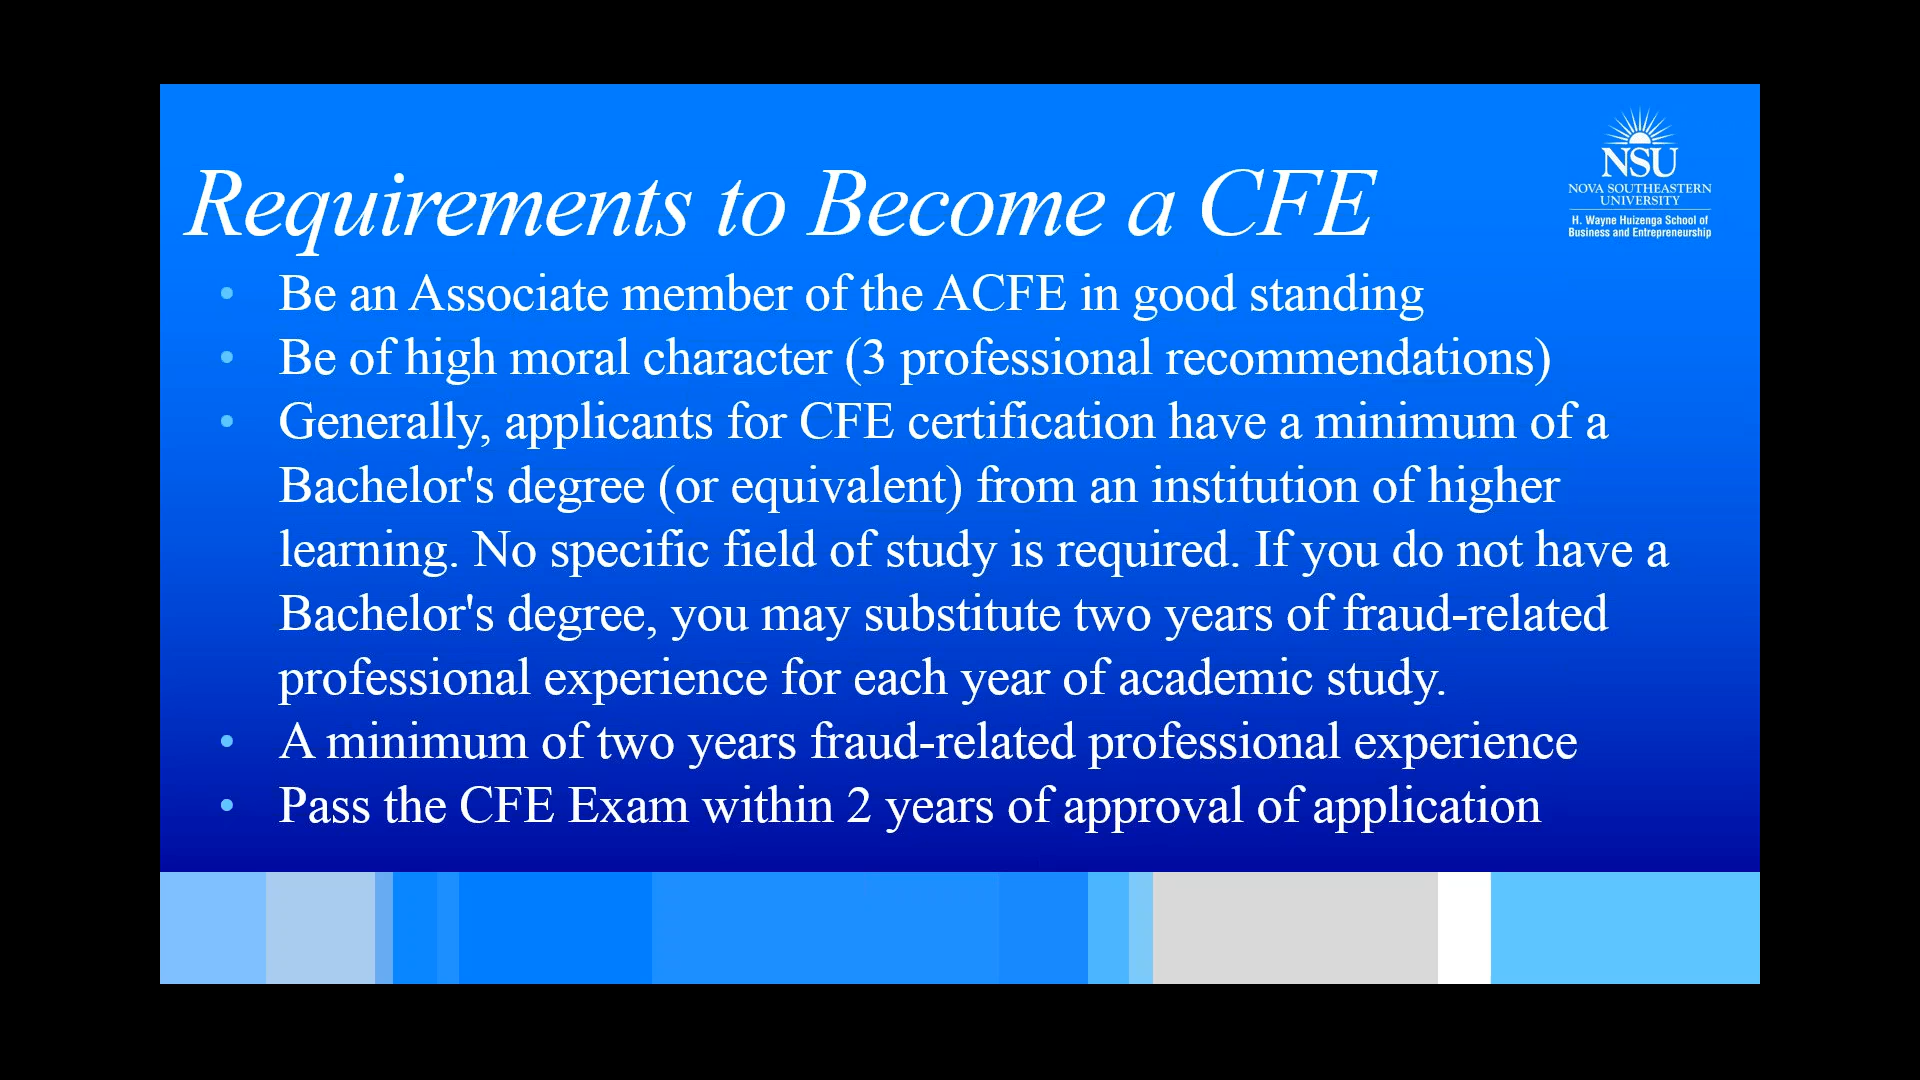 NSU
NOVA SOUTHEASTERN
UNIVERSITY
H. Wayne Huizenga School of
Business and Entrepreneurship
Requirements to Become a CFE
• Be an Associate member of the ACFE in good standing
• Be of high moral character (3 professional recommendations)
• Generally, applicants for CFE certification have a minimum of a
Bachelor's degree (or equivalent) from an institution of higher
learning. No specific field of study is required. If you do not have a
Bachelor's degree, you may substitute two years of fraud-related
professional experience for each year of academic study.
• A minimum of two years fraud-related professional experience
• Pass the CFE Exam within 2 years of approval of application